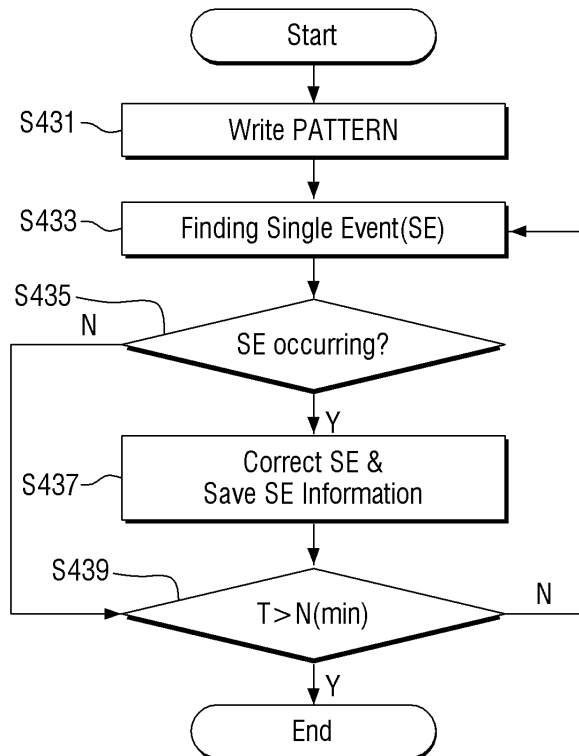 Start
S431
Write PATTERN
S433
Finding Single Event(SE)
S435
N
SE occurring?
Y
S437
Correct SE &
Save SE Information
S439
T>N(min)
N
Y
End